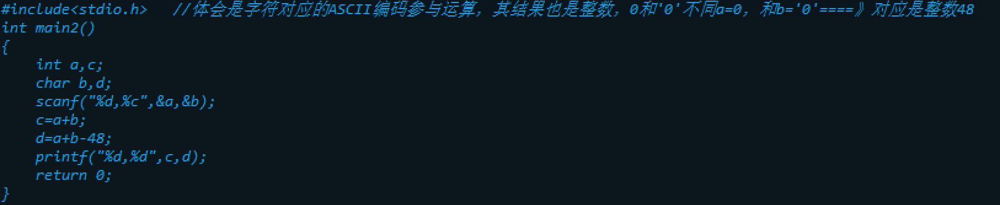 #include<stdio.h>   //体会是字符对应的ASCII编码参与运算，其结果也是整数，0和'0'不同a=0，和b='0'====》对应是整数48
int main2()
{
    int a,c;
    char b,d;
    scanf("%d,%c",&a,&b);
    c=a+b;
    d=a+b-48;
    printf("%d,%d",c,d);
    return 0;
}